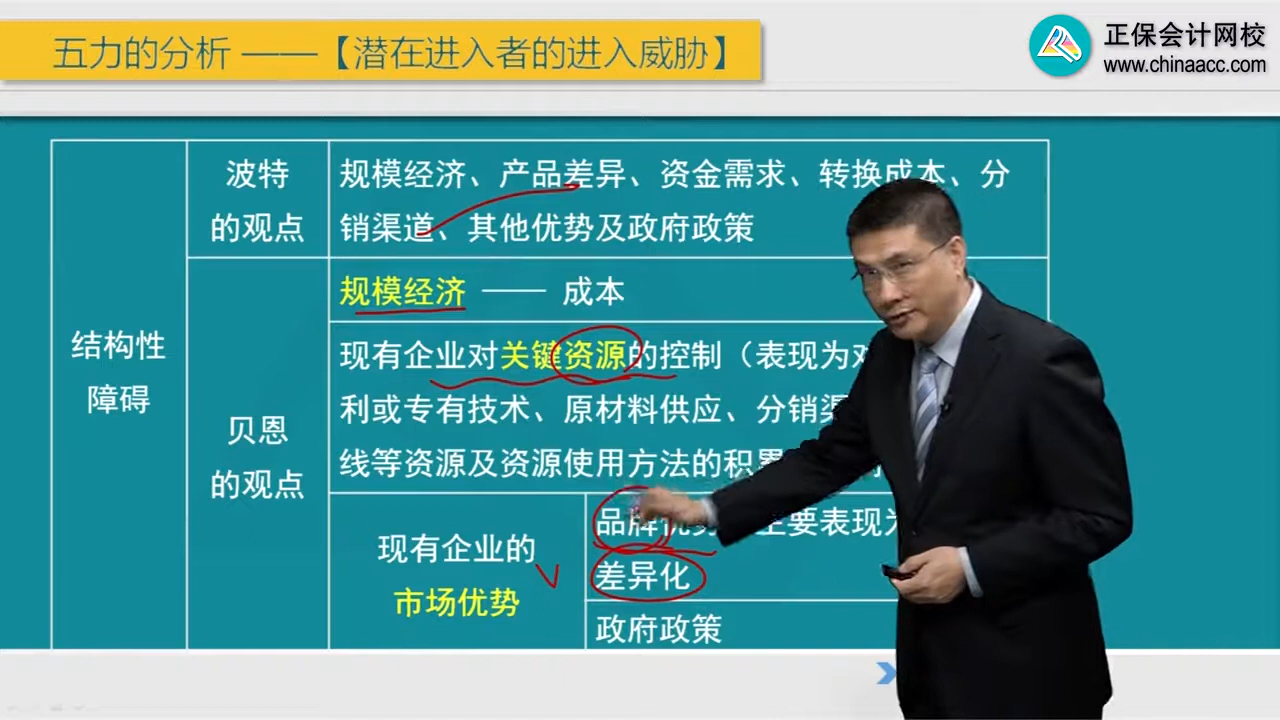 五力的分析 ——【潜在进入者的进入威胁】
正保会计网校
www.chinaacc.com
结构性
障碍
波特
的观点
规模经济、产品差异、资金需求、转换成本、分
销渠道、其他优势及政府政策
贝恩
的观点
规模经济 —— 成本
现有企业对关键资源的控制（表现为对
利或专有技术、原材料供应、分销渠
线等资源及资源使用方法的积累
现有企业的
市场优势
品牌优势 主要表现为
差异化
政府政策